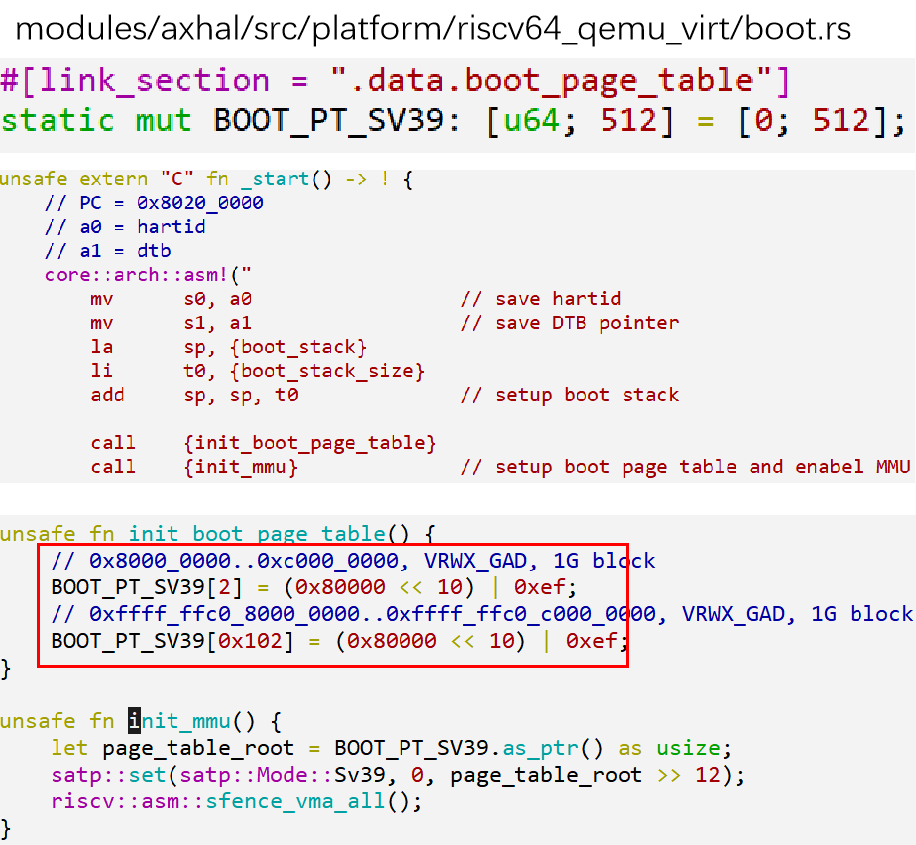 modules/axhal/src/platform/riscv64_qemu_virt/boot.rs
#[link_section = ".data.boot_page_table"]
static mut BOOT_PT_SV39: [u64; 512] = [0; 512];
unsafe extern "C" fn _start() -> ! {
    // PC = 0x8020_0000
    // a0 = hartid
    // a1 = dtb
    core::arch::asm!("
        mv      s0, a0                  // save hartid
        mv      s1, a1                  // save DTB pointer
        la      sp, {boot_stack}
        li      t0, {boot_stack_size}
        add     sp, sp, t0              // setup boot stack
        call    {init_boot_page_table}
        call    {init_mmu}              // setup boot page table and enabel MMU
unsafe fn init_boot_page_table() {
    // 0x8000_0000..0xc000_0000, VRWX_GAD, 1G block
    BOOT_PT_SV39[2] = (0x80000 << 10) | 0xef;
    // 0xffff_ffc0_8000_0000..0xffff_ffc0_c000_0000, VRWX_GAD, 1G block
    BOOT_PT_SV39[0x102] = (0x80000 << 10) | 0xef;
}
unsafe fn init_mmu() {
    let page_table_root = BOOT_PT_SV39.as_ptr() as usize;
    satp::set(satp::Mode::Sv39, 0, page_table_root >> 12);
    riscv::asm::sfence_vma_all();
}